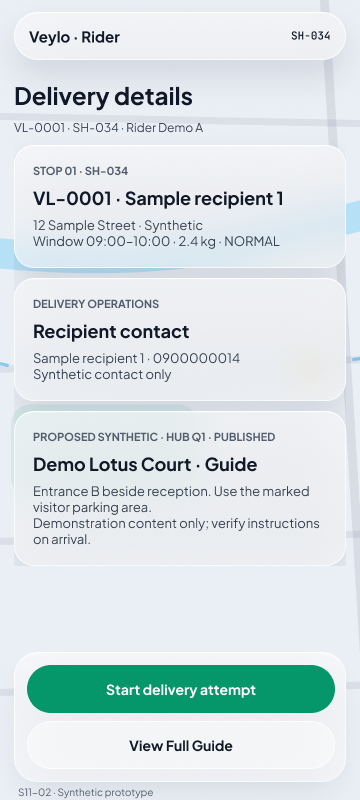 Veylo · Rider
SH-034
Delivery details
VL-0001 · SH-034 · Rider Demo A
STOP 01 · SH-034
VL-0001 · Sample recipient 1
12 Sample Street · Synthetic
Window 09:00–10:00 · 2.4 kg · NORMAL
DELIVERY OPERATIONS
Recipient contact
Sample recipient 1 · 0900000014
Synthetic contact only
PROPOSED SYNTHETIC · HUB Q1 · PUBLISHED
Demo Lotus Court · Guide
Entrance B beside reception. Use the marked
visitor parking area.
Demonstration content only; verify instructions
on arrival.
Start delivery attempt
View Full Guide
S11-02 · Synthetic prototype